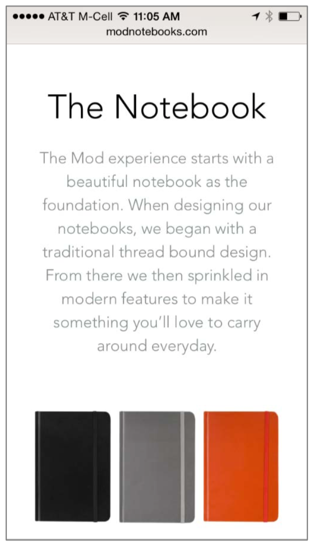 AT&T M-Cell 11:05 AM
modnotebooks.com
The Notebook
The Mod experience starts with a
beautiful notebook as the
foundation. When designing our
notebooks, we began with a
traditional thread bound design.
From there we then sprinkled in
modern features to make it
something you’ll love to carry
around everyday.